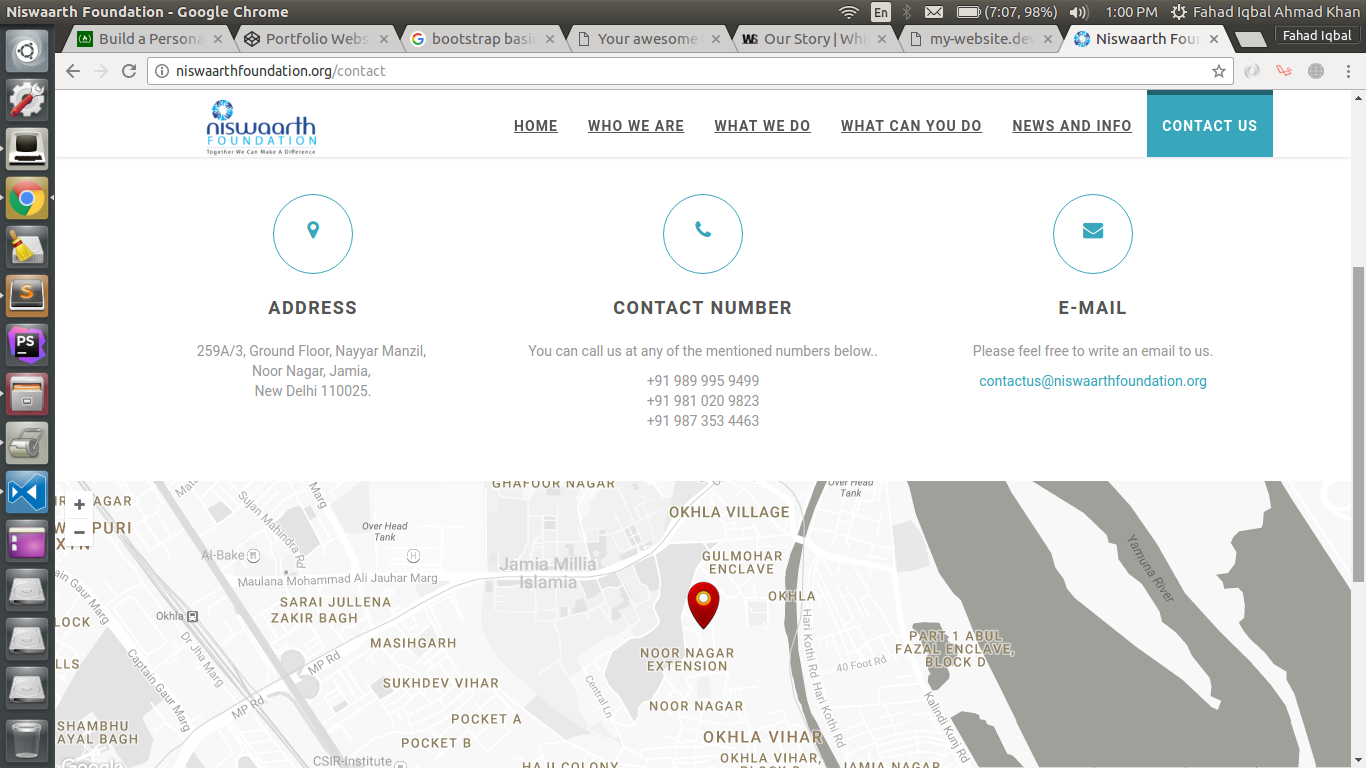 Niswaarth Foundation - Google Chrome
En
(7:07, 98%)
1:00 PM
Fahad Iqbal Ahmad Khan
Build a Persona
Portfolio Webs
bootstrap basi
Your awesome
Our Story | Whi
my-website.dev
Niswaarth Foun
Fahad Iqbal
niswaarthfoundation.org/contact
niswaarth
FOUNDATION
Together We Can Make A Difference
HOME
WHO WE ARE
WHAT WE DO
WHAT CAN YOU DO
NEWS AND INFO
CONTACT US
ADDRESS
259A/3, Ground Floor, Nayyar Manzil,
Noor Nagar, Jamia,
New Delhi 110025.
CONTACT NUMBER
You can call us at any of the mentioned numbers below..
+91 989 995 9499
+91 981 020 9823
+91 987 353 4463
E-MAIL
Please feel free to write an email to us.
contactus@niswaarthfoundation.org
+
−
GHAFOUR NAGAR
Over Head
Tank
Sujan Mahindra Rd
Marg
OKHLA VILLAGE
Over Head
Tank
Al-Bake
GULMOHAR
ENCLAVE
Jamia Millia
Islamia
Maulana Mohammad Ali Jauhar Marg
Yamuna River
OKHLA
SARAI JULLENA
ZAKIR BAGH
Okhla
Captain Gaur Marg
Dr Jha Marg
MASIHGARH
MP Rd
MP Rd
NOOR NAGAR
EXTENSION
Hari Kothi Rd
Hari Kothi Rd
40 Foot Rd
PART 1 ABUL
FAZAL ENCLAVE,
BLOCK D
SUKHDEV VIHAR
Central Ln
NOOR NAGAR
Kalindi Kunj Rd
POCKET A
POCKET B
OKHLA VIHAR
OKHLA VIHAR,
SHAMBHU
AYAL BAGH
CSIR-Institute
HAJI COLONY
JAMIA NAGAR
Google